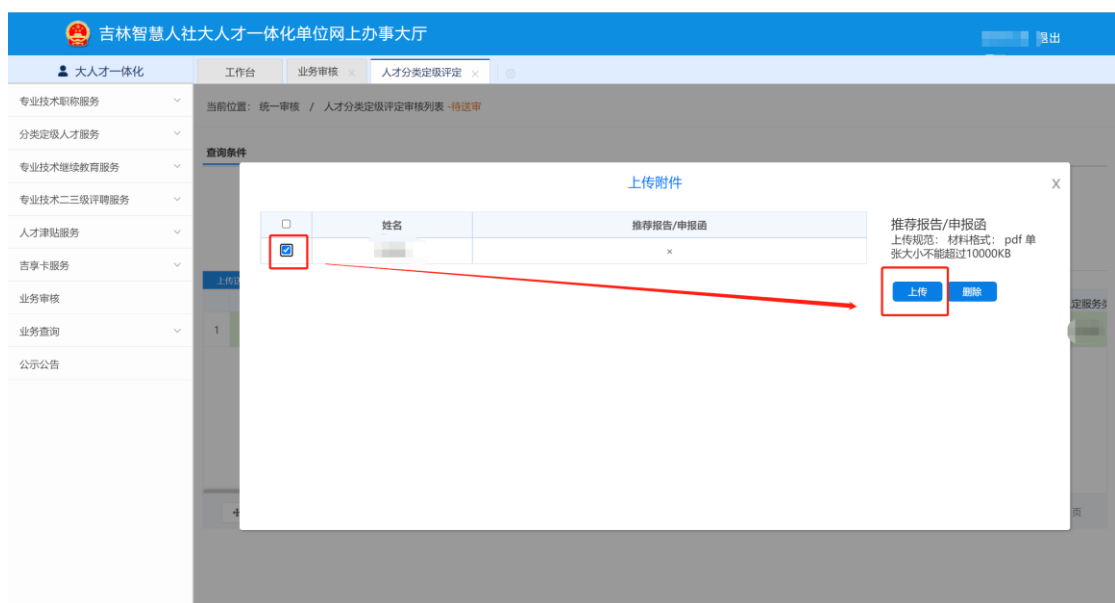 吉林智慧人社大人才一体化单位网上办事大厅
退出
大人才一体化
工作台
业务审核
人才分类定级评定
专业技术职称服务
分类定级人才服务
专业技术继续教育服务
专业技术二三级评聘服务
人才津贴服务
吉享卡服务
业务审核
业务查询
公示公告
当前位置： 统一审核 / 人才分类定级评定审核列表 -待送审
查询条件
上传附件
X
姓名
推荐报告/申报函
×
推荐报告/申报函
上传规范： 材料格式： pdf 单
张大小不能超过10000KB
上传
删除
上传
定服务
1
页